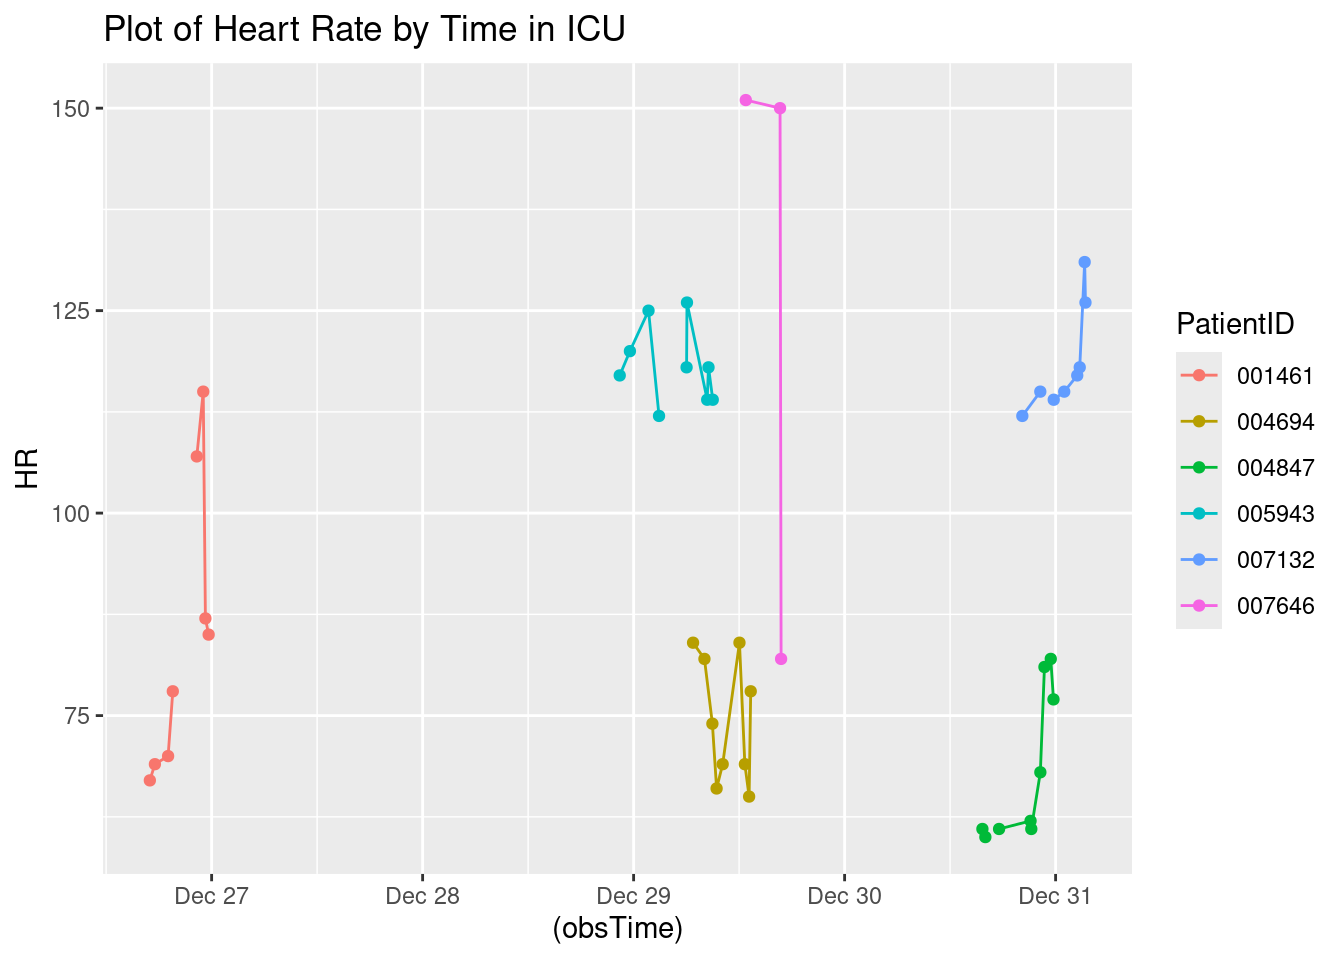 Plot of Heart Rate by Time in ICU
150
125
100
75
HR
Dec 27 Dec 28 Dec 29 Dec 30 Dec 31
(obsTime)
PatientID
001461
004694
004847
005943
007132
007646